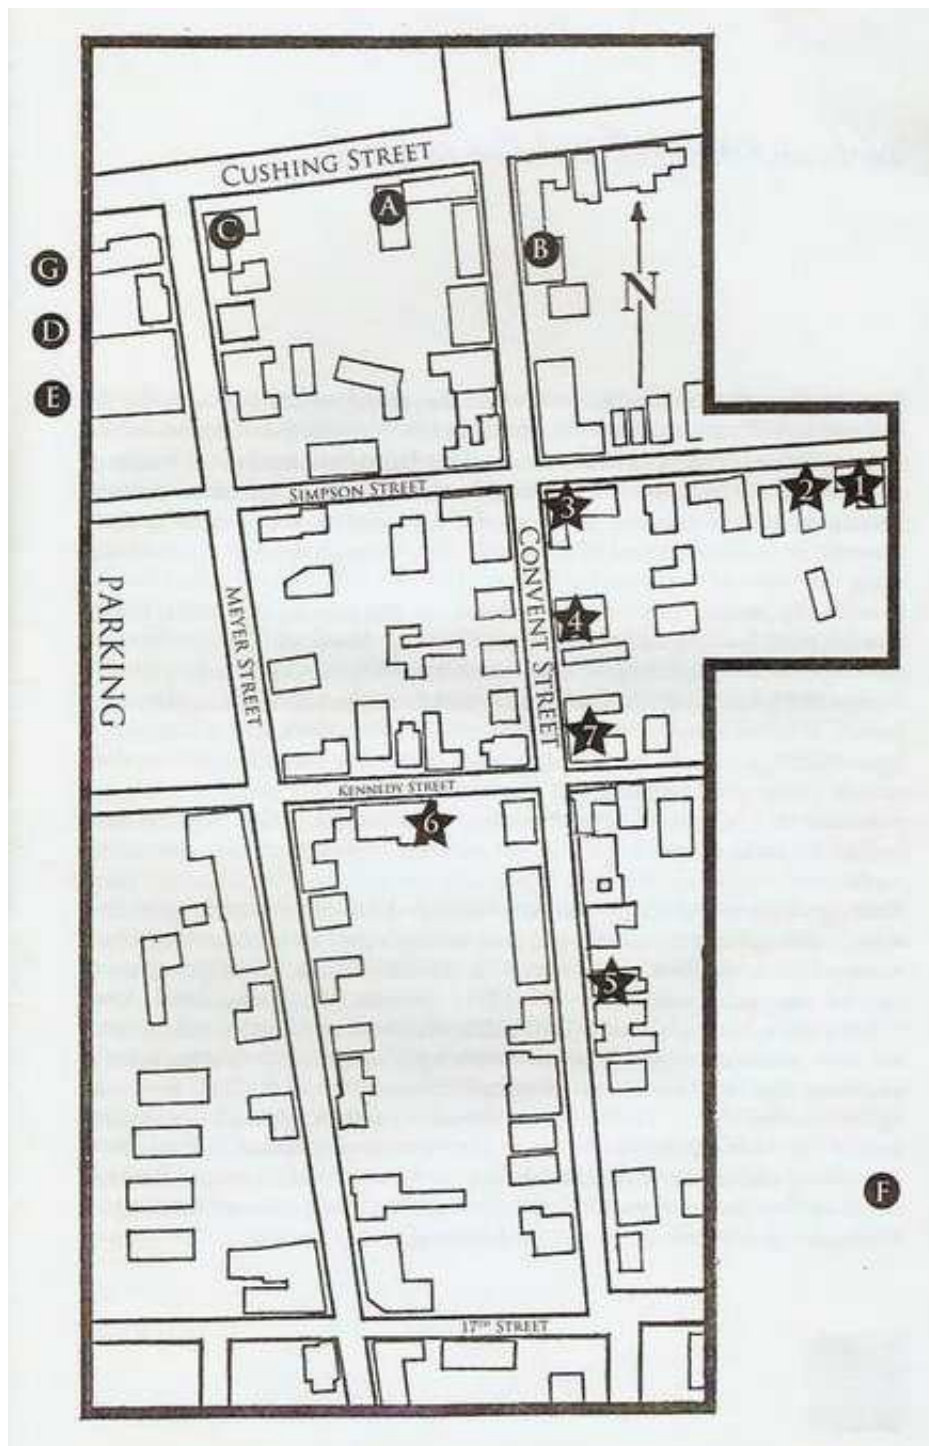 CUSHING STREET
A
C
B
G
N
D
E
SIMPSON STREET
1
2
3
CONVENT STREET
PARKING
MEYER STREET
4
7
KENNEDY STREET
6
5
F
17TH STREET